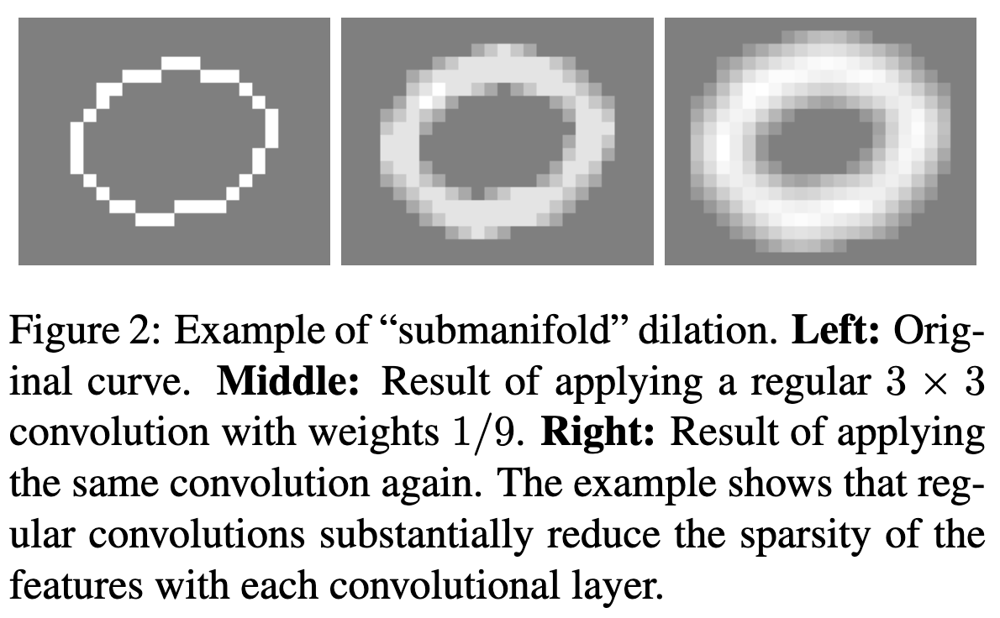 Figure 2: Example of “submanifold” dilation. Left: Orig-
inal curve. Middle: Result of applying a regular 3 × 3
convolution with weights 1/9. Right: Result of applying
the same convolution again. The example shows that reg-
ular convolutions substantially reduce the sparsity of the
features with each convolutional layer.